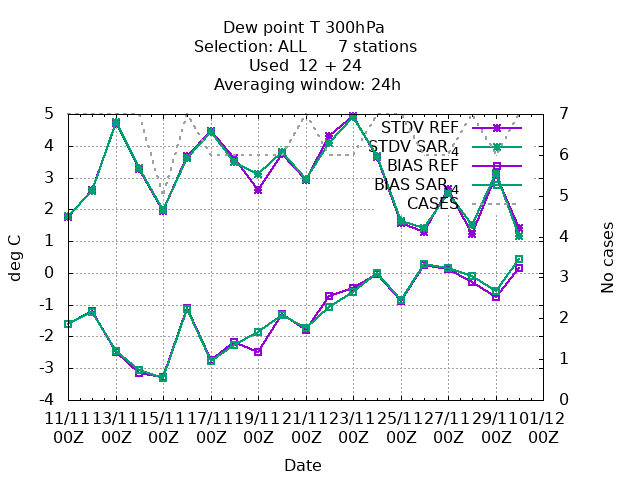 Dew point T 300hPa
Selection: ALL 7 stations
Used 12 + 24
Averaging window: 24h
5 7
STDV REF
4
STDV SAR_4
6
3
BIAS REF
BIAS SAR_4
5
CASES
2
4
1
0
3
-1
2
-2
1
-3
-4 0
deg C
No cases
11/11 13/11 15/11 17/11 19/11 21/11 23/11 25/11 27/11 29/11 01/12
00Z 00Z 00Z 00Z 00Z 00Z 00Z 00Z 00Z 00Z 00Z
Date